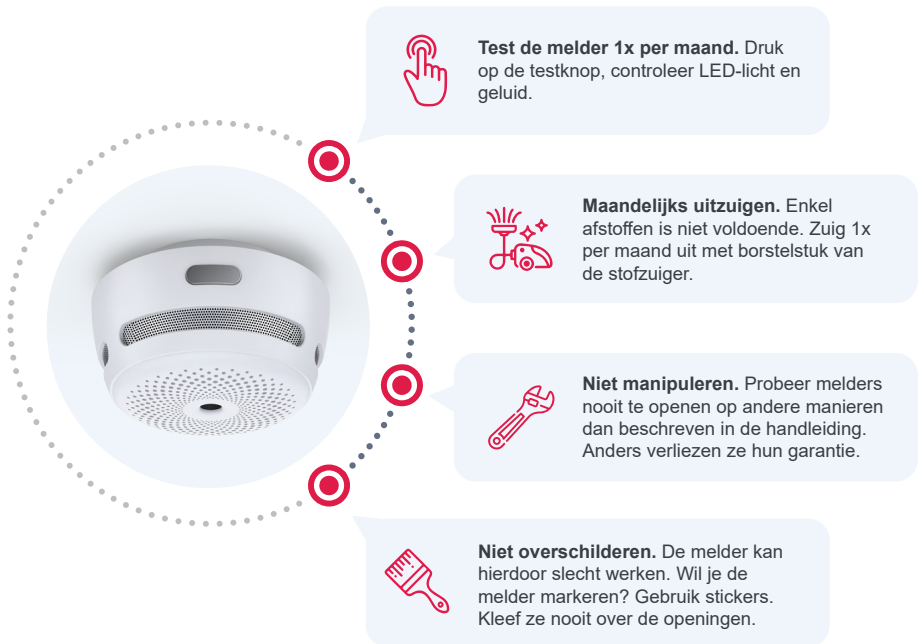 Test de melder 1x per maand. Druk
op de testknop, controleer LED-licht en
geluid.
Maandelijks uitzuigen. Enkel
afstoffen is niet voldoende. Zuig 1x
per maand uit met borstelstuk van
de stofzuiger.
Niet manipuleren. Probeer melders
nooit te openen op andere manieren
dan beschreven in de handleiding.
Anders verliezen ze hun garantie.
Niet overschilderen. De melder kan
hierdoor slecht werken. Wil je de
melder markeren? Gebruik stickers.
Kleef ze nooit over de openingen.